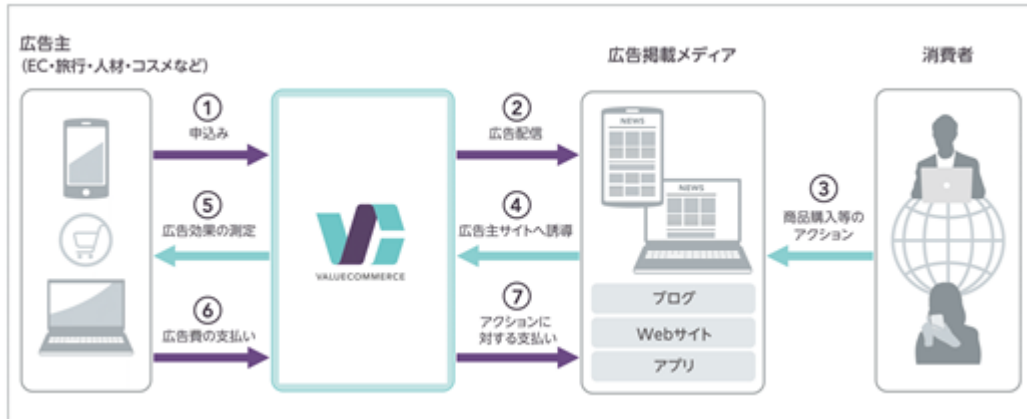 広告主
(EC・旅行・人材・コスメなど)
広告掲載メディア
消費者
①
申込み
②
広告配信
③
商品購入等の
アクション
④
広告主サイトへ誘導
⑤
広告効果の測定
⑥
広告費の支払い
⑦
アクションに
対する支払い
VALUECOMMERCE
NEWS
NEWS
ブログ
Webサイト
アプリ